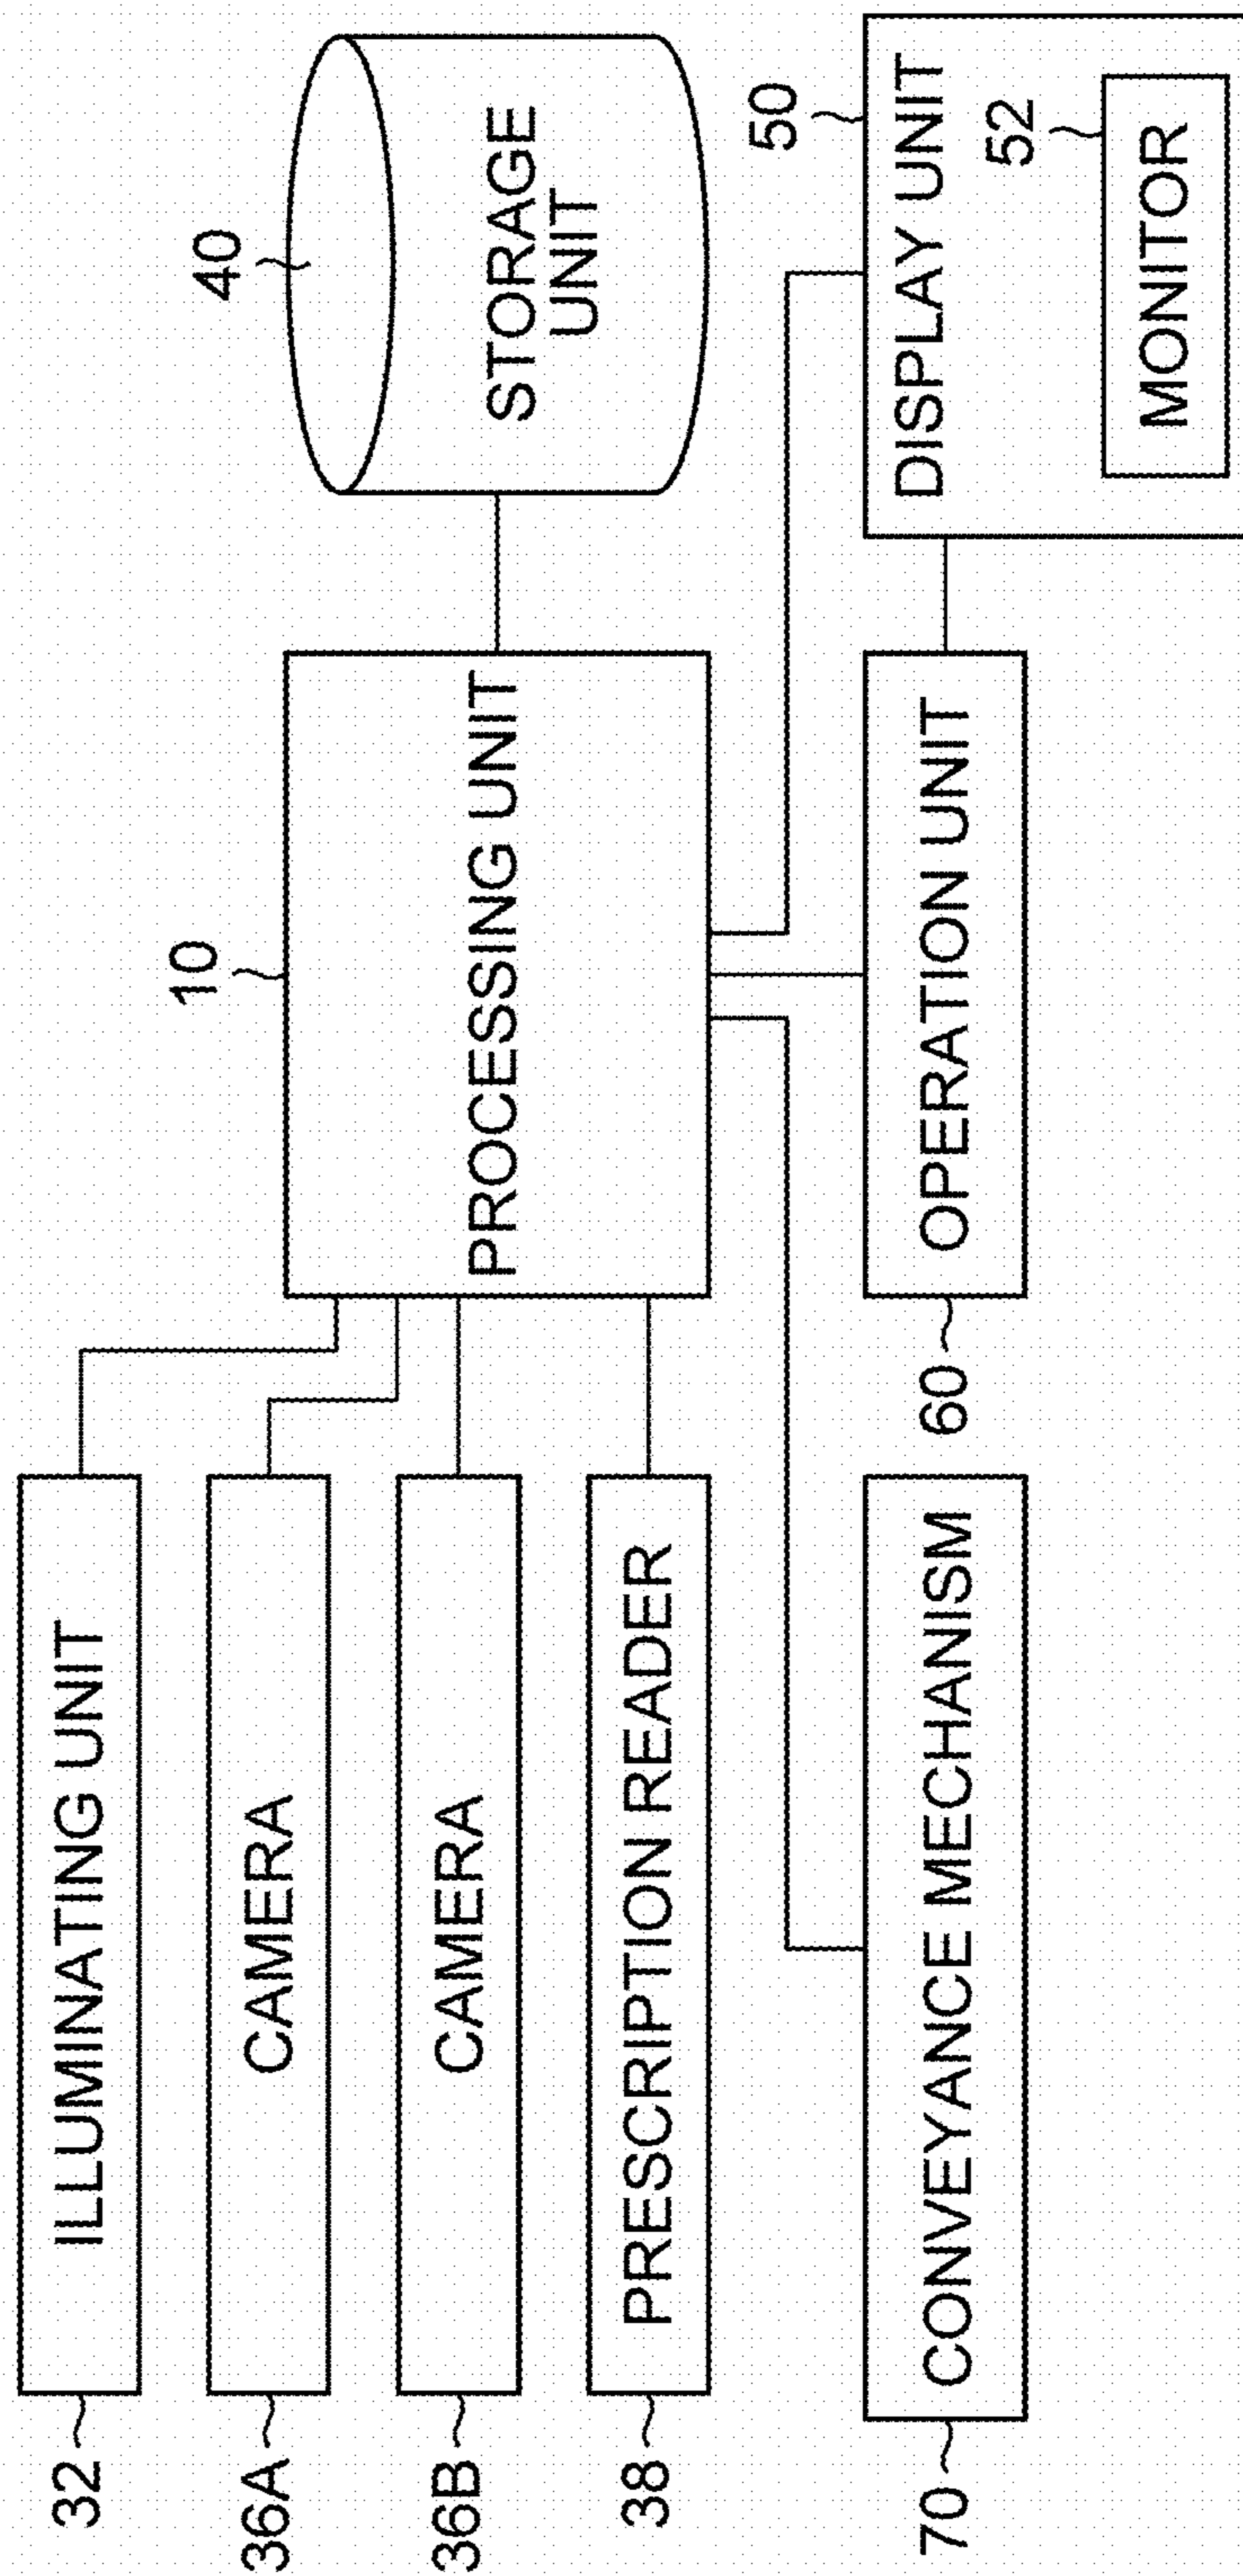 32 ILLUMINATING UNIT
36A CAMERA
36B CAMERA
38 PRESCRIPTION READER
10
PROCESSING UNIT
40
STORAGE
UNIT
70 CONVEYANCE MECHANISM
60 OPERATION UNIT
50
DISPLAY UNIT
52
MONITOR